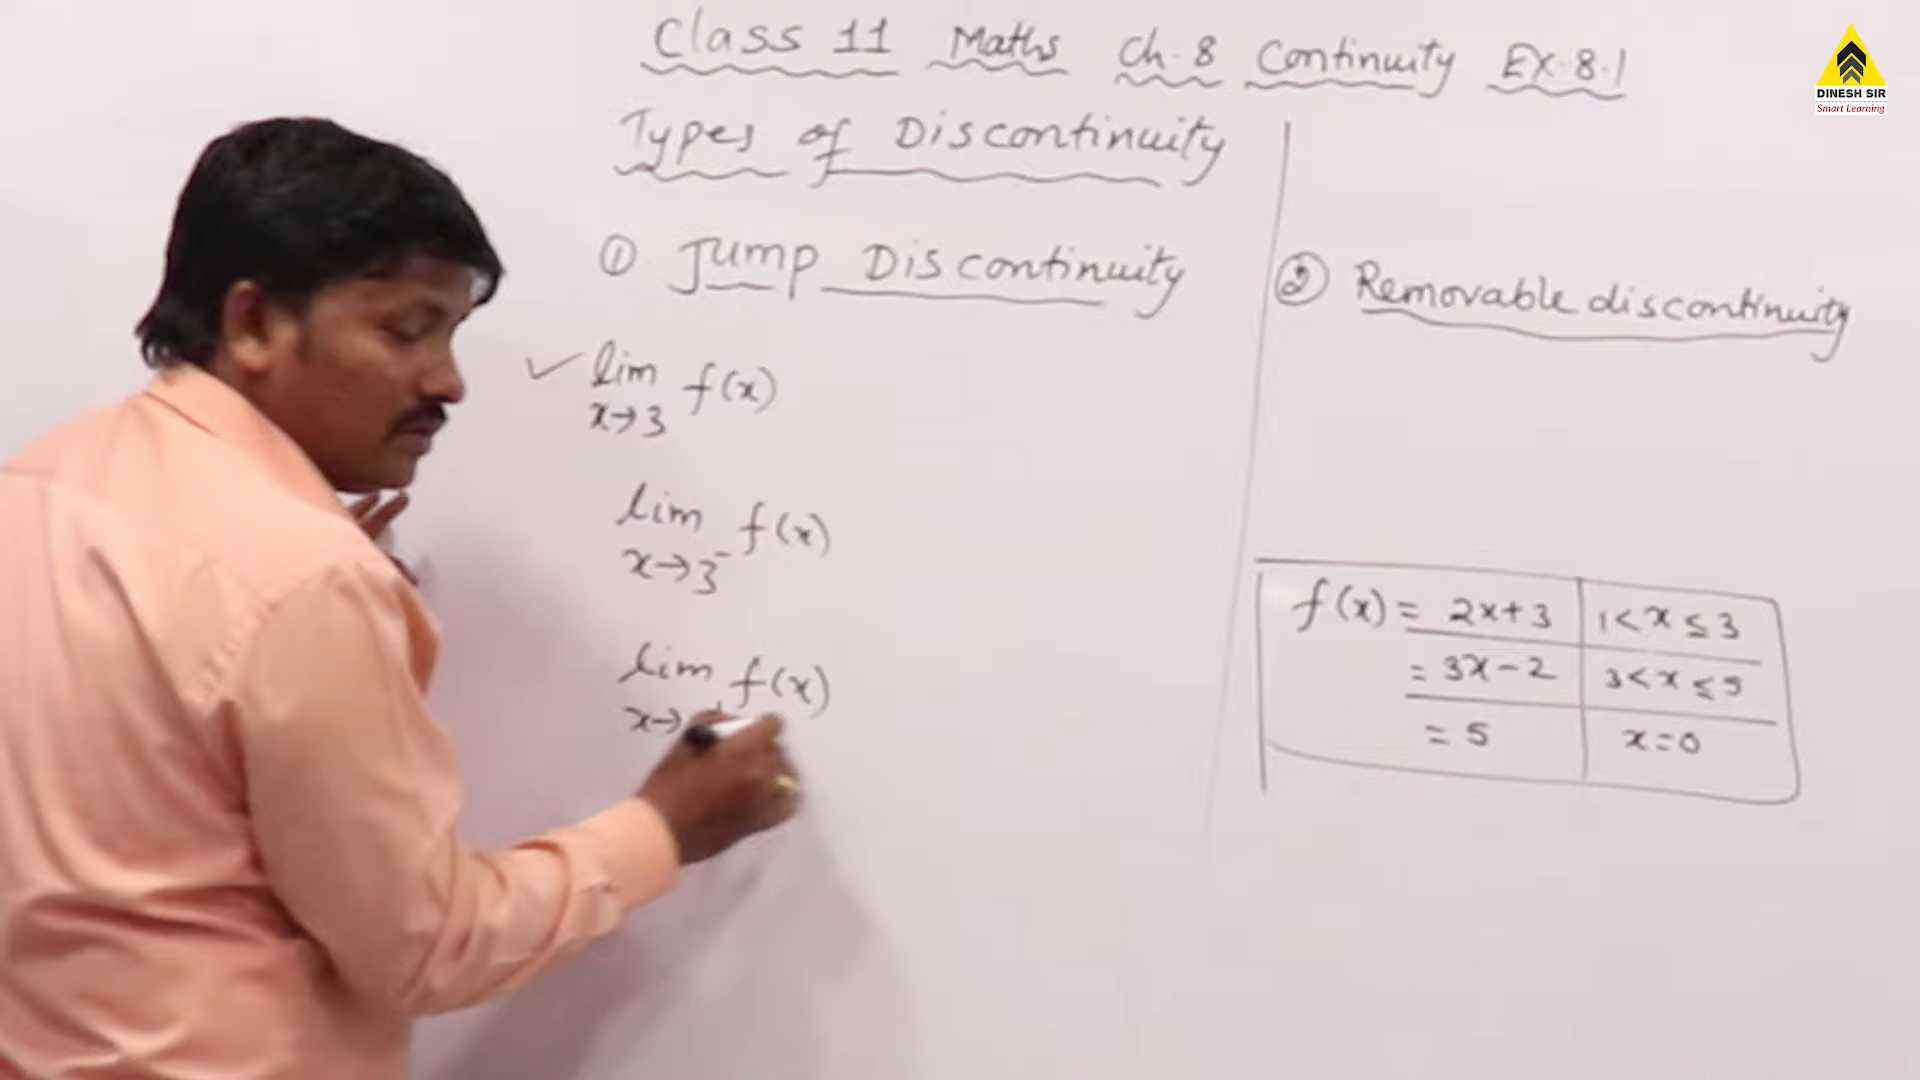 Class 11 Maths Ch. 8 Continuity Ex. 8.1
Types of Discontinuity
① Jump Discontinuity
✓ lim f(x)
x→3
lim f(x)
x→3⁻
lim f(x)
x→
② Removable discontinuity
f(x) = 2x+3 | 1<x≤3
= 3x-2 | 3<x≤5
= 5 | x=0
DINESH SIR
Smart Learning